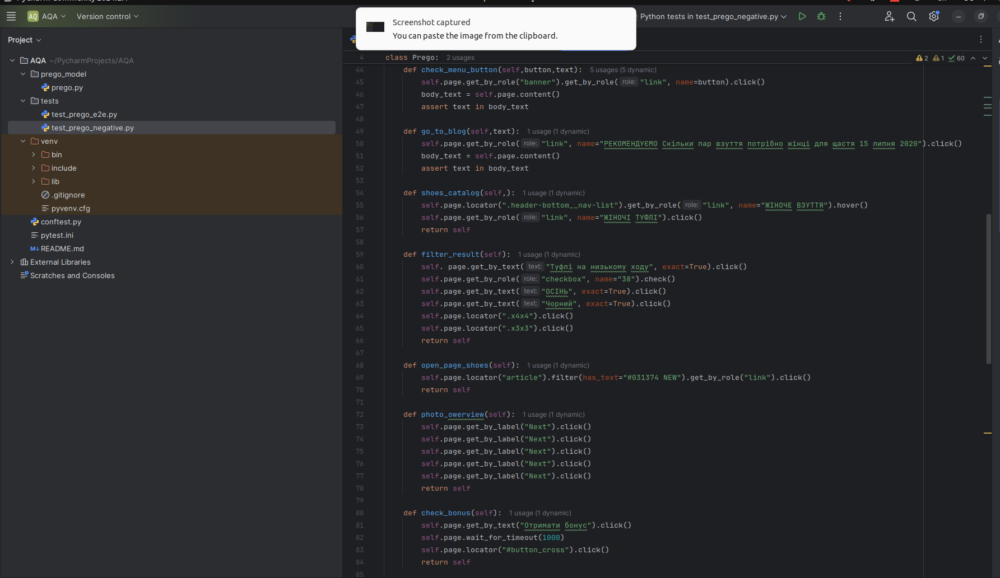 AQ AQA
Version control
Screenshot captured
You can paste the image from the clipboard.
Python tests in test_prego_negative.py
Project
AQA ~/PycharmProjects/AQA
prego_model
prego.py
tests
test_prego_e2e.py
test_prego_negative.py
venv
bin
include
lib
.gitignore
pyvenv.cfg
conftest.py
pytest.ini
M↓ README.md
External Libraries
Scratches and Consoles
2 1 60
4 class Prego: 2 usages
44 def check_menu_button(self,button,text): 5 usages (5 dynamic)
45 self.page.get_by_role("banner").get_by_role( role: "link", name=button).click()
46 body_text = self.page.content()
47 assert text in body_text
48
49 def go_to_blog(self,text): 1 usage (1 dynamic)
50 self.page.get_by_role( role: "link", name="РЕКОМЕНДУЄМО Скільки пар взуття потрібно жінці для щастя 15 липня 2020").click()
51 body_text = self.page.content()
52 assert text in body_text
53
54 def shoes_catalog(self,): 1 usage (1 dynamic)
55 self.page.locator(".header-bottom__nav-list").get_by_role( role: "link", name="ЖІНОЧЕ ВЗУТТЯ").hover()
56 self.page.get_by_role( role: "link", name="ЖІНОЧІ ТУФЛІ").click()
57 return self
58
59 def filter_result(self): 1 usage (1 dynamic)
60 self. page.get_by_text( text: "Туфлі на низькому ходу", exact=True).click()
61 self.page.get_by_role( role: "checkbox", name="38").check()
62 self.page.get_by_text( text: "ОСІНЬ", exact=True).click()
63 self.page.get_by_text( text: "Чорний", exact=True).click()
64 self.page.locator(".x4x4").click()
65 self.page.locator(".x3x3").click()
66 return self
67
68 def open_page_shoes(self): 1 usage (1 dynamic)
69 self.page.locator("article").filter(has_text="#031374 NEW").get_by_role("link").click()
70 return self
71
72 def photo_owerview(self): 1 usage (1 dynamic)
73 self.page.get_by_label("Next").click()
74 self.page.get_by_label("Next").click()
75 self.page.get_by_label("Next").click()
76 self.page.get_by_label("Next").click()
77 self.page.get_by_label("Next").click()
78 return self
79
80 def check_bonus(self): 1 usage (1 dynamic)
81 self.page.get_by_text("Отримати бонус").click()
82 self.page.wait_for_timeout(1000)
83 self.page.locator("#button_cross").click()
84 return self
85